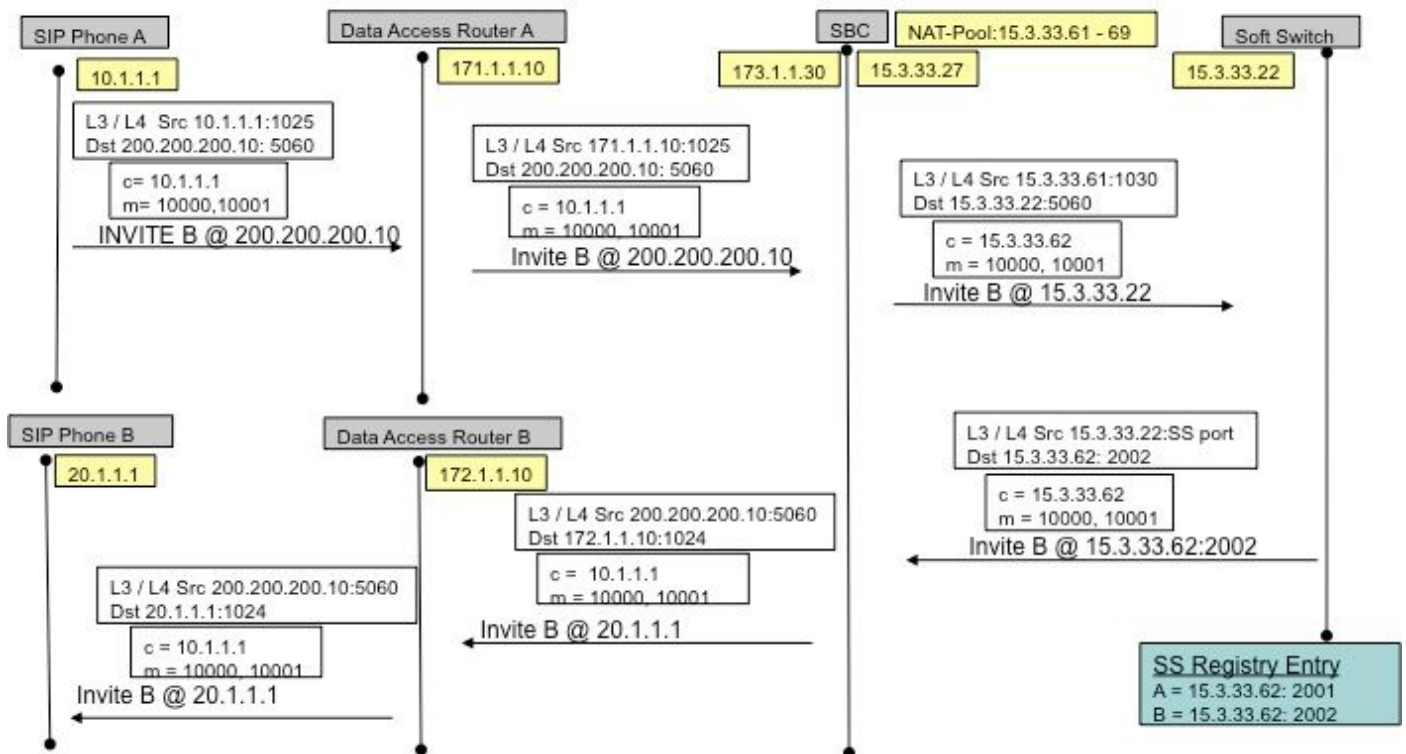 SIP Phone A
Data Access Router A
SBC
NAT-Pool:15.3.33.61 - 69
Soft Switch
10.1.1.1
171.1.1.10
173.1.1.30
15.3.33.27
15.3.33.22
L3 / L4 Src 10.1.1.1:1025
Dst 200.200.200.10: 5060
c= 10.1.1.1
m= 10000,10001
INVITE B @ 200.200.200.10
L3 / L4 Src 171.1.1.10:1025
Dst 200.200.200.10: 5060
c = 10.1.1.1
m = 10000, 10001
Invite B @ 200.200.200.10
L3 / L4 Src 15.3.33.61:1030
Dst 15.3.33.22:5060
c = 15.3.33.62
m = 10000, 10001
Invite B @ 15.3.33.22
SIP Phone B
Data Access Router B
20.1.1.1
172.1.1.10
L3 / L4 Src 15.3.33.22:SS port
Dst 15.3.33.62: 2002
c = 15.3.33.62
m = 10000, 10001
Invite B @ 15.3.33.62:2002
L3 / L4 Src 200.200.200.10:5060
Dst 172.1.1.10:1024
c = 10.1.1.1
m = 10000, 10001
Invite B @ 20.1.1.1
L3 / L4 Src 200.200.200.10:5060
Dst 20.1.1.1:1024
c = 10.1.1.1
m = 10000, 10001
Invite B @ 20.1.1.1
SS Registry Entry
A = 15.3.33.62: 2001
B = 15.3.33.62: 2002